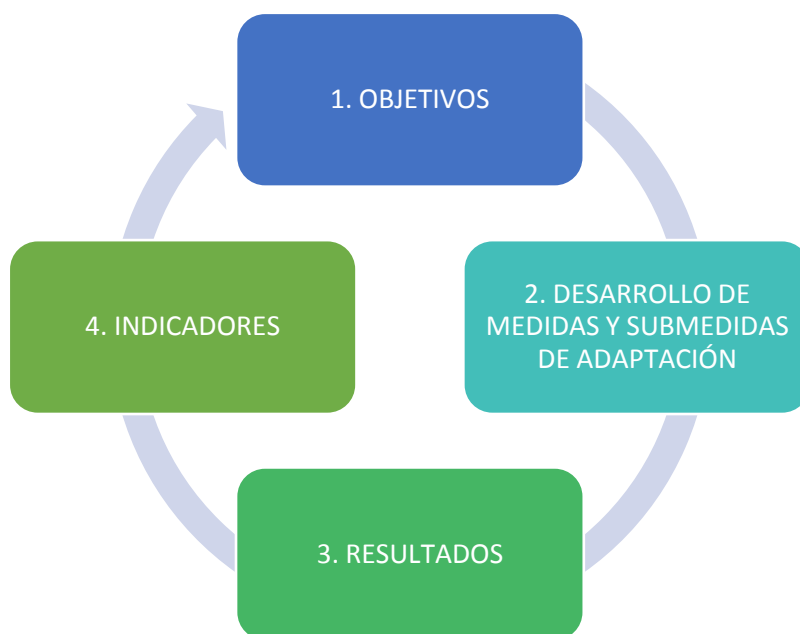 1. OBJETIVOS
2. DESARROLLO DE
MEDIDAS Y SUBMEDIDAS
DE ADAPTACIÓN
3. RESULTADOS
4. INDICADORES